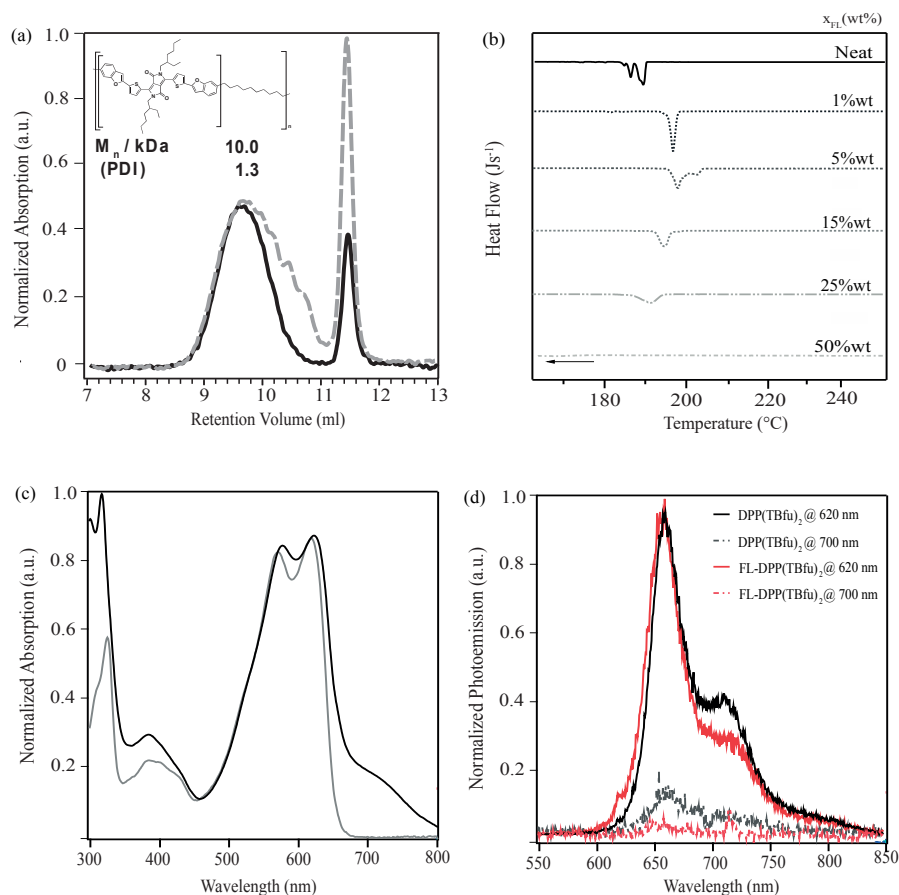 (a)
1.0
0.8
0.6
0.4
0.2
0
Normalized Absorption (a.u.)
O
N
O
S
S
O
N
O
n
M n / kDa 10.0
(PDI) 1.3
7 8 9 10 11 12 13
Retention Volume (ml)
(b)
x_FL(wt%)
Neat
1%wt
5%wt
15%wt
25%wt
50%wt
Heat Flow (Js⁻¹)
180 200 220 240
Temperature (°C)
(c)
1.0
0.8
0.6
0.4
0.2
Normalized Absorption (a.u.)
300 400 500 600 700 800
Wavelength (nm)
(d)
1.0
0.8
0.6
0.4
0.2
0
Normalized Photoemission (a.u.)
DPP(TBfu)₂ @ 620 nm
DPP(TBfu)₂ @ 700 nm
FL-DPP(TBfu)₂ @ 620 nm
FL-DPP(TBfu)₂ @ 700 nm
550 600 650 700 750 800 850
Wavelength (nm)